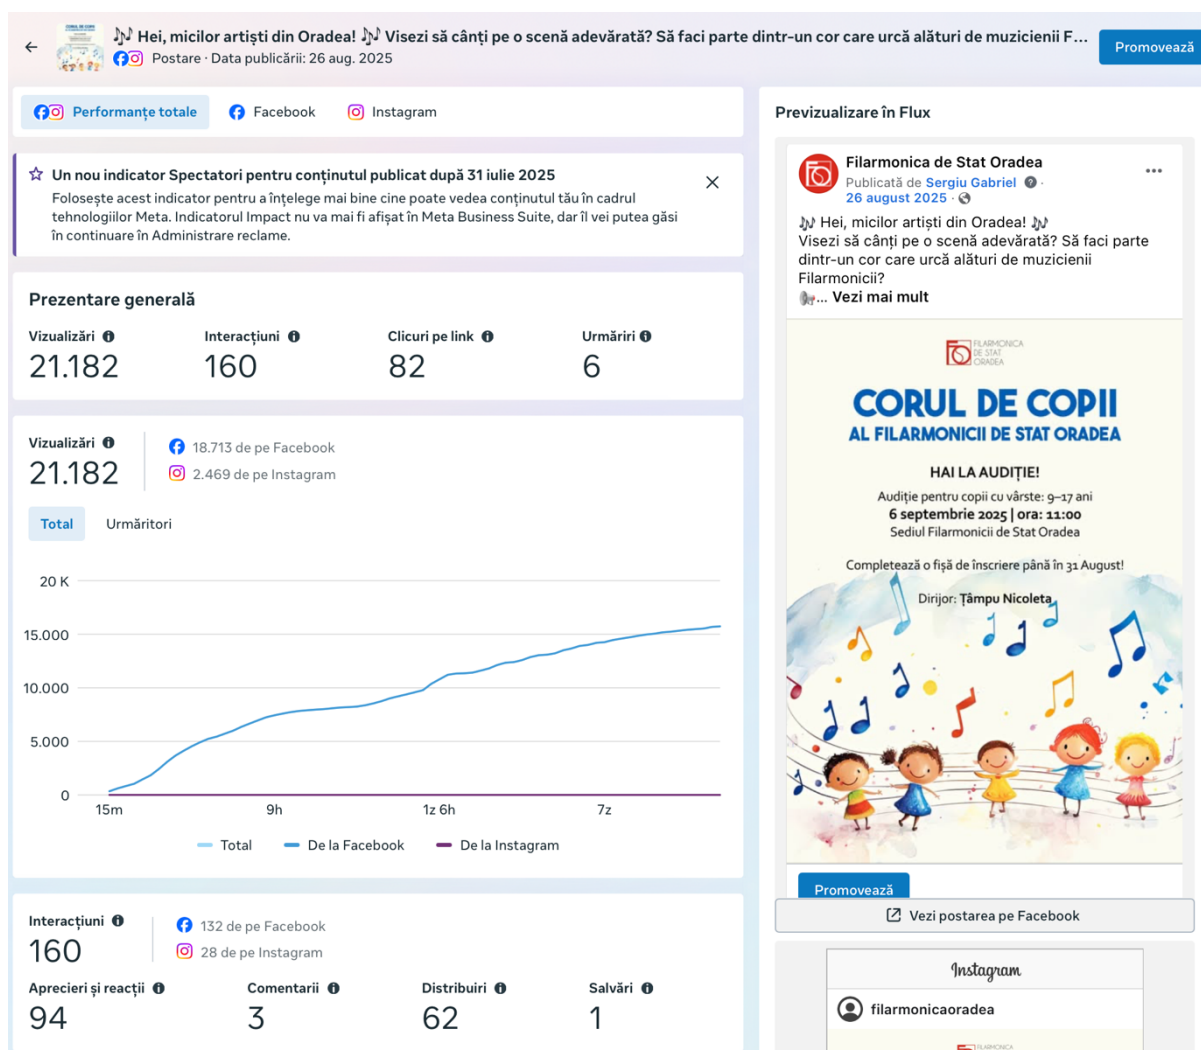 Hei, micilor artiști din Oradea! Visezi să cânți pe o scenă adevărată? Să faci parte dintr-un cor care urcă alături de muzicienii F...
Postare · Data publicării: 26 aug. 2025
Promovează
Performanțe totale
Facebook
Instagram
Un nou indicator Spectatori pentru conținutul publicat după 31 iulie 2025
Folosește acest indicator pentru a înțelege mai bine cine poate vedea conținutul tău în cadrul
tehnologiilor Meta. Indicatorul Impact nu va mai fi afișat în Meta Business Suite, dar îl vei putea găsi
în continuare în Administrare reclame.
Prezentare generală
Vizualizări
Interacțiuni
Clicuri pe link
Urmăriri
21.182
160
82
6
Vizualizări
21.182
18.713 de pe Facebook
2.469 de pe Instagram
Total
Urmăritori
20 K
15.000
10.000
5.000
0
15m
9h
1z 6h
7z
Total
De la Facebook
De la Instagram
Interacțiuni
160
132 de pe Facebook
28 de pe Instagram
Aprecieri și reacții
Comentarii
Distribuiri
Salvări
94
3
62
1
Previzualizare în Flux
Filarmonica de Stat Oradea
Publicată de Sergiu Gabriel ·
26 august 2025 ·
Hei, micilor artiști din Oradea!
Visezi să cânți pe o scenă adevărată? Să faci parte
dintr-un cor care urcă alături de muzicienii
Filarmonicii?
... Vezi mai mult
FILARMONICA
DE STAT
ORADEA
CORUL DE COPII
AL FILARMONICII DE STAT ORADEA
HAI LA AUDIȚIE!
Audiție pentru copii cu vârste: 9–17 ani
6 septembrie 2025 | ora: 11:00
Sediul Filarmonicii de Stat Oradea
Completează o fișă de înscriere până în 31 August!
Dirijor: Țâmpu Nicoleta
Promovează
Vezi postarea pe Facebook
Instagram
filarmonicaoradea
FILARMONICA